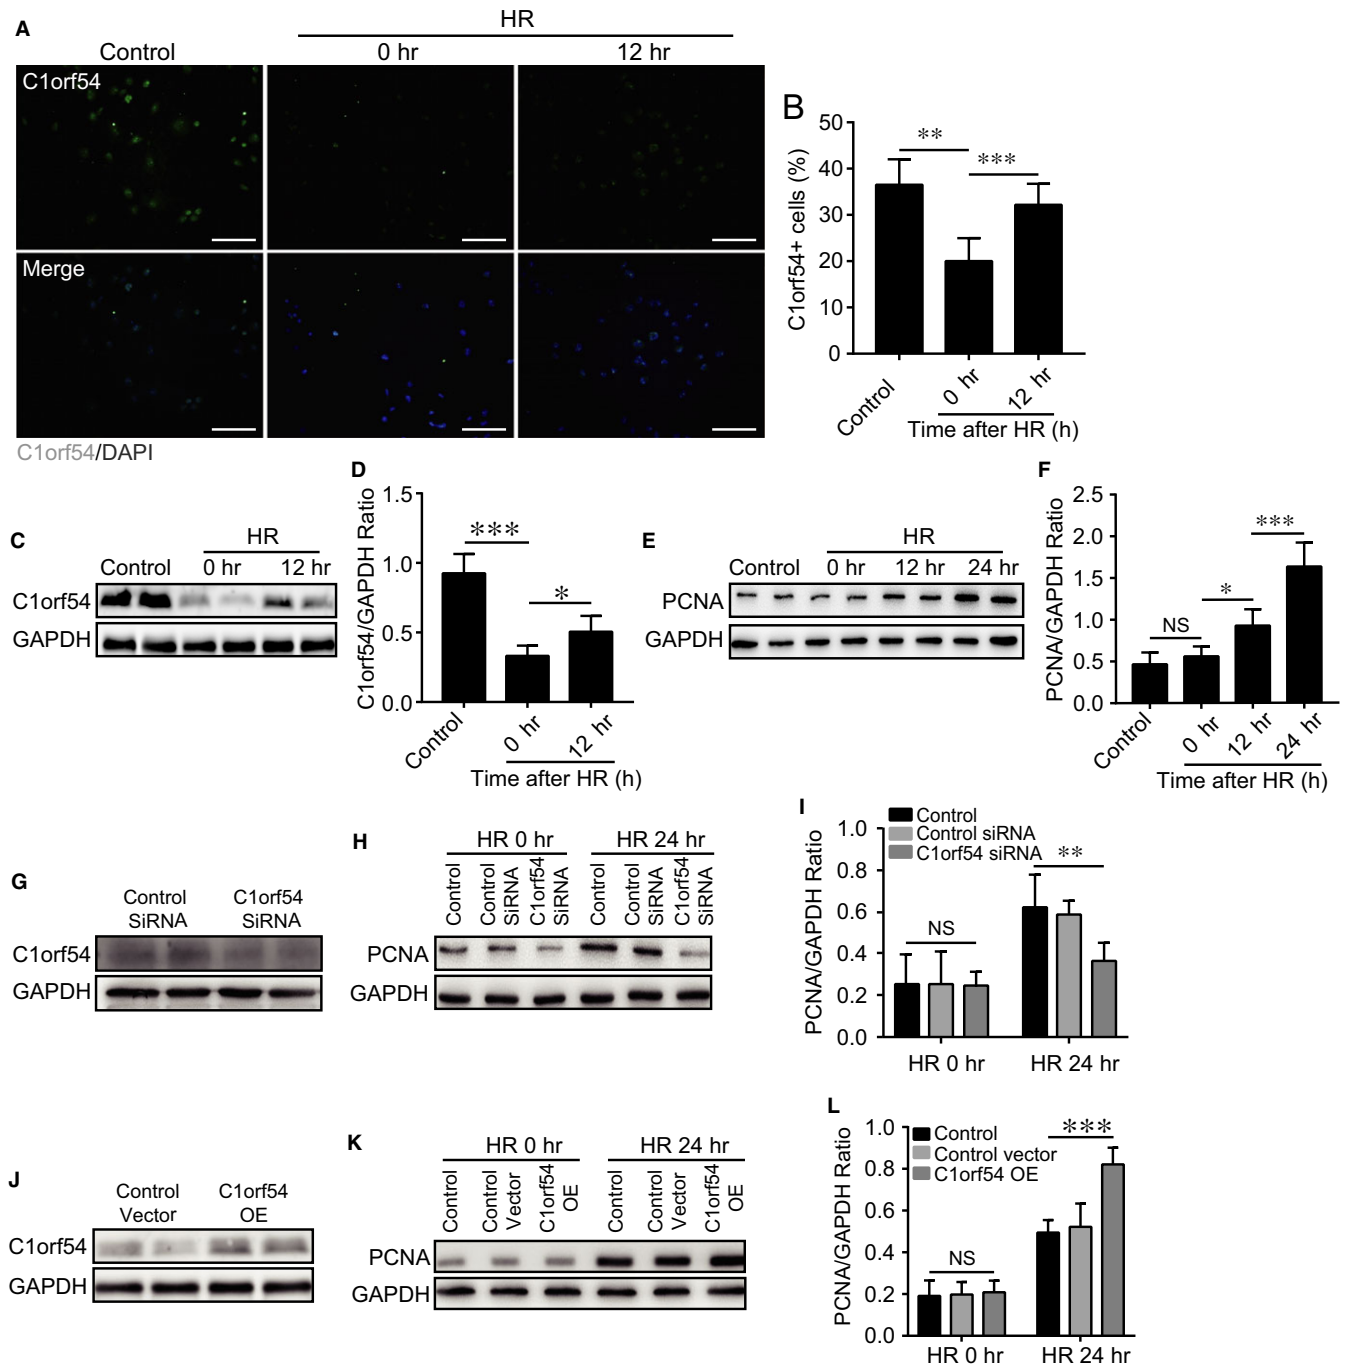 A
HR
Control
0 hr
12 hr
C1orf54
Merge
C1orf54/DAPI
B
C1orf54+ cells (%)
50
40
30
20
10
0
**
***
Control
0 hr
12 hr
Time after HR (h)
C
HR
Control
0 hr
12 hr
C1orf54
GAPDH
D
C1orf54/GAPDH Ratio
1.5
1.0
0.5
0.0
***
*
Control
0 hr
12 hr
Time after HR (h)
E
HR
Control
0 hr
12 hr
24 hr
PCNA
GAPDH
F
PCNA/GAPDH Ratio
2.5
2.0
1.5
1.0
0.5
0.0
NS
*
***
Control
0 hr
12 hr
24 hr
Time after HR (h)
G
Control
SiRNA
C1orf54
SiRNA
C1orf54
GAPDH
H
HR 0 hr
HR 24 hr
Control
Control
SiRNA
C1orf54
SiRNA
Control
Control
SiRNA
C1orf54
SiRNA
PCNA
GAPDH
I
Control
Control siRNA
C1orf54 siRNA
PCNA/GAPDH Ratio
1.0
0.8
0.6
0.4
0.2
0.0
NS
**
HR 0 hr
HR 24 hr
J
Control
Vector
C1orf54
OE
C1orf54
GAPDH
K
HR 0 hr
HR 24 hr
Control
Control
Vector
C1orf54
OE
Control
Control
Vector
C1orf54
OE
PCNA
GAPDH
L
Control
Control vector
C1orf54 OE
PCNA/GAPDH Ratio
1.0
0.8
0.6
0.4
0.2
0.0
NS
***
HR 0 hr
HR 24 hr